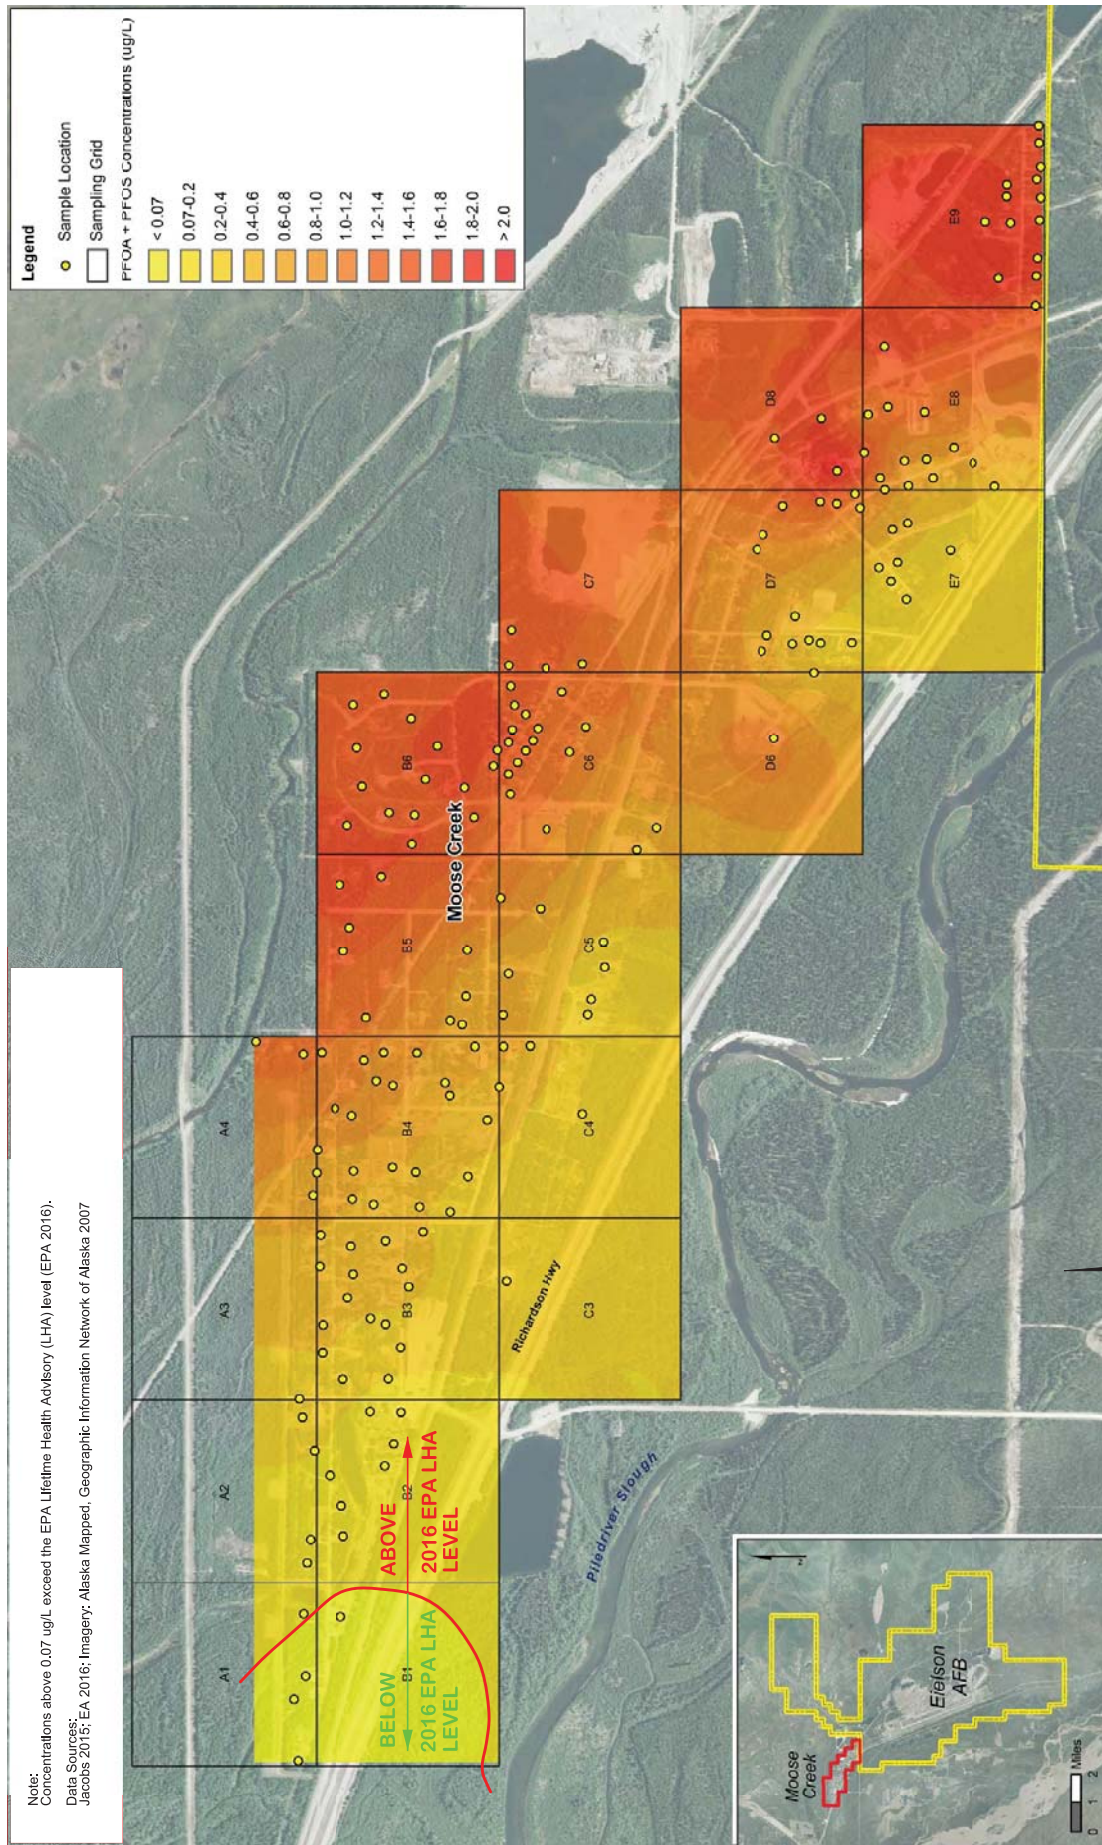 Note:
Concentrations above 0.07 ug/L exceed the EPA Lifetime Health Advisory (LHA) level (EPA 2016).
Data Sources:
Jacobs 2015; EA 2016; Imagery: Alaska Mapped, Geographic Information Network of Alaska 2007
Legend
Sample Location
Sampling Grid
PFOA + PFOS Concentrations (ug/L)
< 0.07
0.07-0.2
0.2-0.4
0.4-0.6
0.6-0.8
0.8-1.0
1.0-1.2
1.2-1.4
1.4-1.6
1.6-1.8
1.8-2.0
> 2.0
A1
A2
A3
A4
B1
B2
B3
B4
B5
B6
C3
C4
C5
C6
C7
D6
D7
D8
E7
E8
E9
Moose Creek
BELOW
2016 EPA LHA
LEVEL
ABOVE
2016 EPA LHA
LEVEL
Richardson Hwy
Piledriver Slough
Moose
Creek
Eielson
AFB
N
Miles
0 1 2